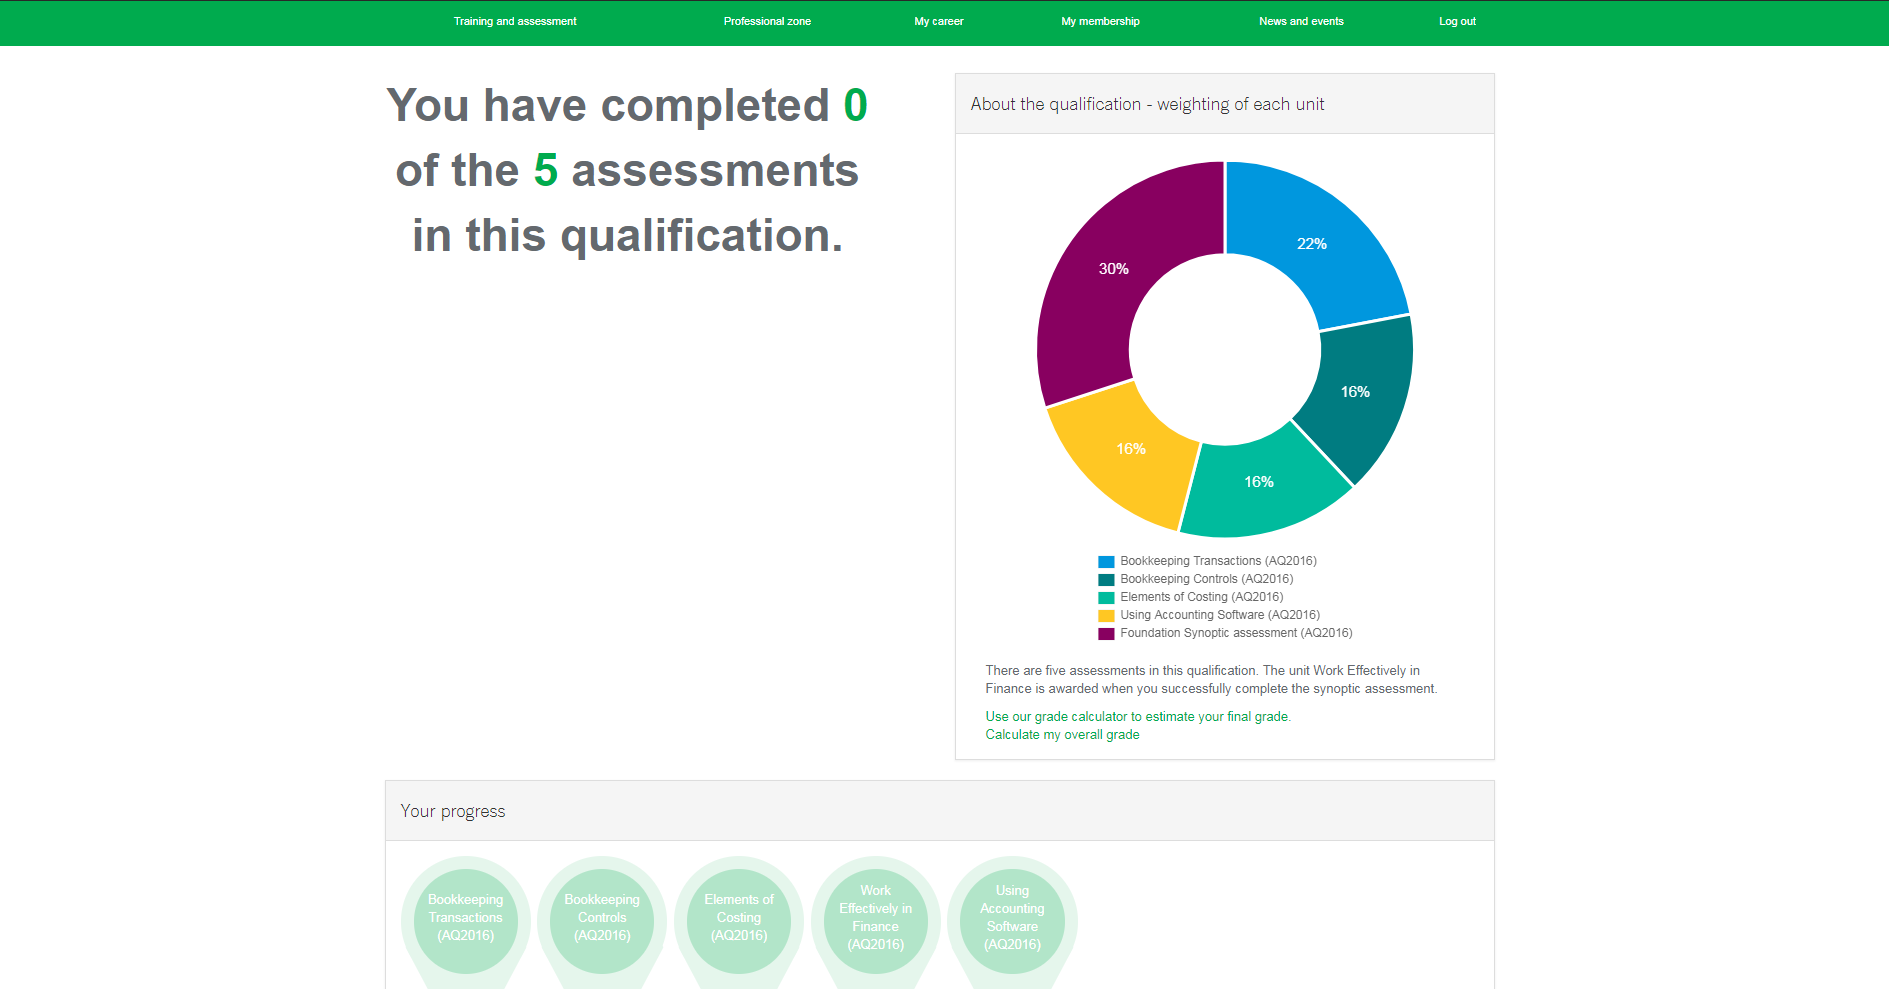 Training and assessment
Professional zone
My career
My membership
News and events
Log out
You have completed 0
of the 5 assessments
in this qualification.
About the qualification - weighting of each unit
22%
30%
16%
16%
16%
Bookkeeping Transactions (AQ2016)
Bookkeeping Controls (AQ2016)
Elements of Costing (AQ2016)
Using Accounting Software (AQ2016)
Foundation Synoptic assessment (AQ2016)
There are five assessments in this qualification. The unit Work Effectively in
Finance is awarded when you successfully complete the synoptic assessment.
Use our grade calculator to estimate your final grade.
Calculate my overall grade
Your progress
Bookkeeping
Transactions
(AQ2016)
Bookkeeping
Controls
(AQ2016)
Elements of
Costing
(AQ2016)
Work
Effectively in
Finance
(AQ2016)
Using
Accounting
Software
(AQ2016)